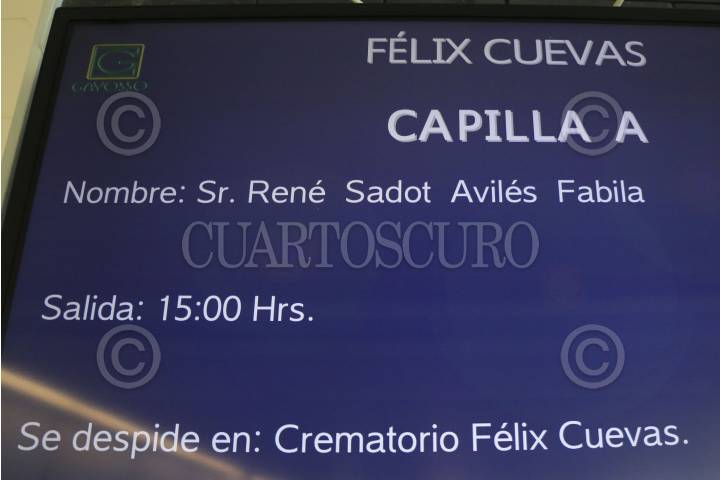 FÉLIX CUEVAS
G
GAYOSSO
CAPILLA A
© ©
Nombre: Sr. René Sadot Avilés Fabila
CUARTOSCURO
Salida: 15:00 Hrs.
© ©
Se despide en: Crematorio Félix Cuevas.